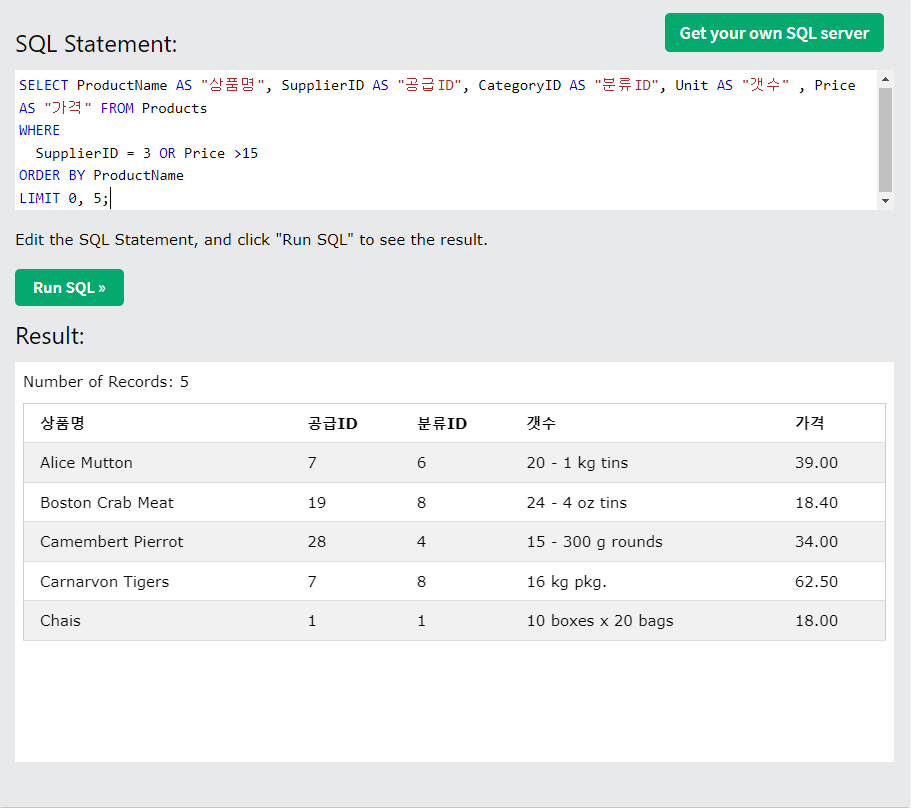 SQL Statement:
Get your own SQL server
SELECT ProductName AS "상품명", SupplierID AS "공급ID", CategoryID AS "분류ID", Unit AS "갯수" , Price
AS "가격" FROM Products
WHERE
SupplierID = 3 OR Price >15
ORDER BY ProductName
LIMIT 0, 5;
Edit the SQL Statement, and click "Run SQL" to see the result.
Run SQL »
Result:
Number of Records: 5
상품명 공급ID 분류ID 갯수 가격
Alice Mutton 7 6 20 - 1 kg tins 39.00
Boston Crab Meat 19 8 24 - 4 oz tins 18.40
Camembert Pierrot 28 4 15 - 300 g rounds 34.00
Carnarvon Tigers 7 8 16 kg pkg. 62.50
Chais 1 1 10 boxes x 20 bags 18.00